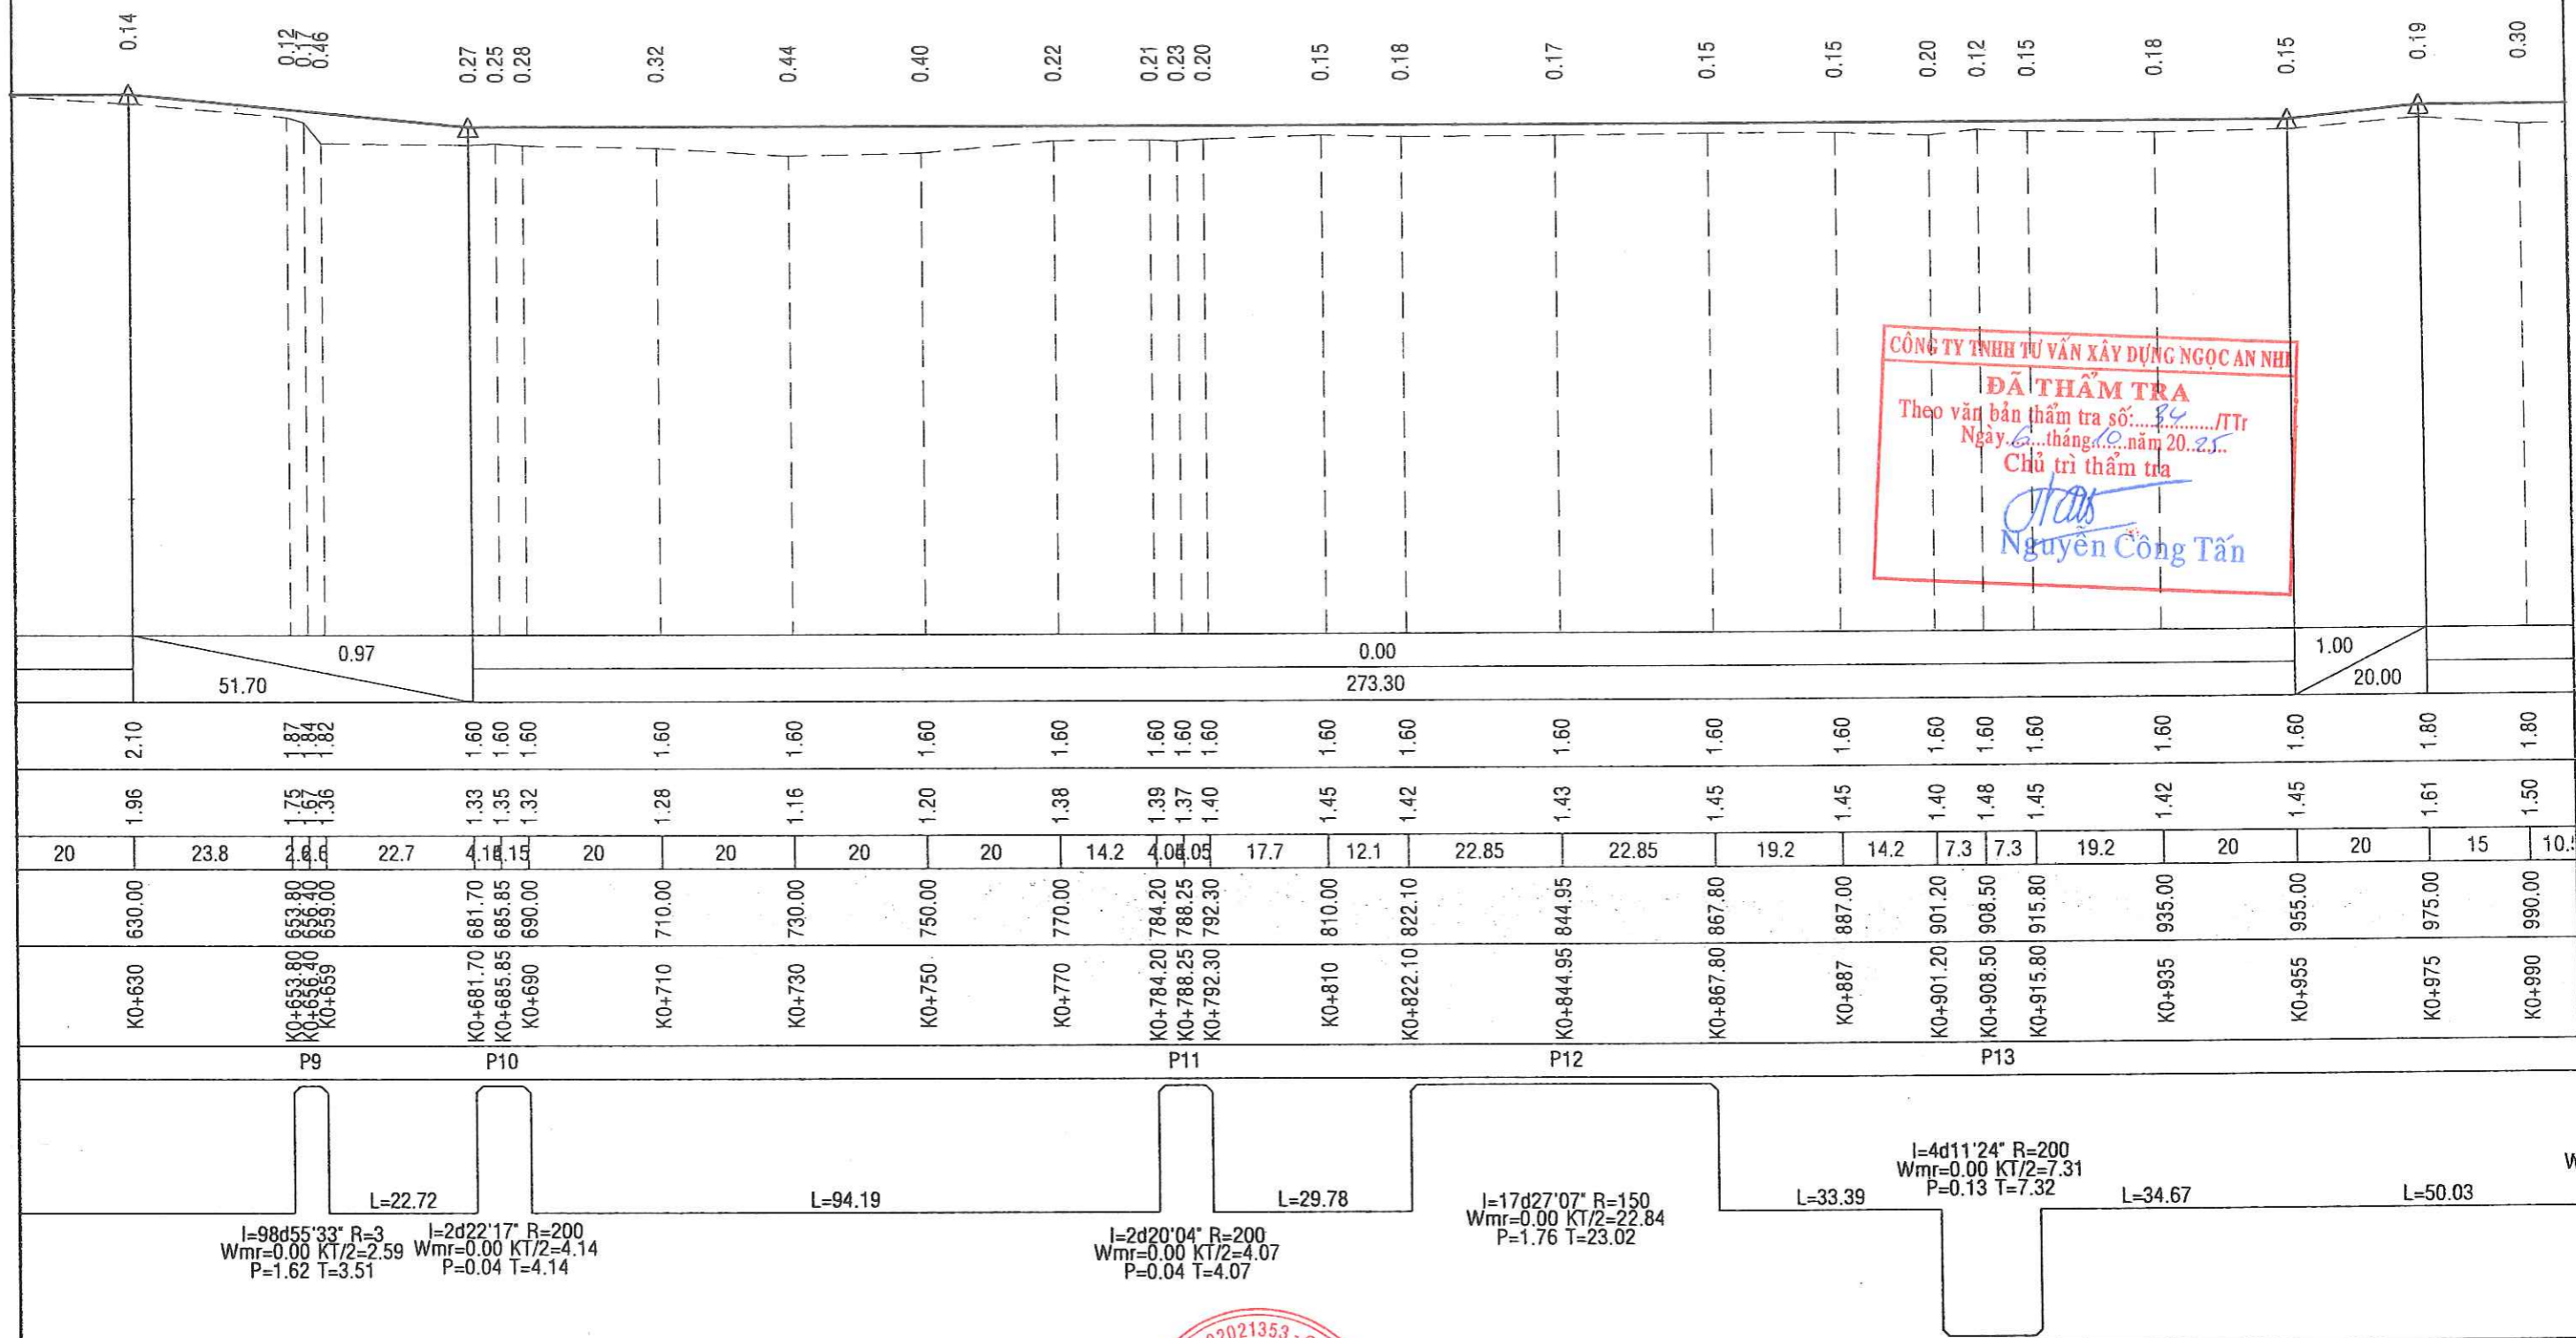 0.14 0.12 0.17 0.46 0.27 0.25 0.28 0.32 0.44 0.40 0.22 0.21 0.23 0.20 0.15 0.18 0.17 0.15 0.15 0.20 0.12 0.15 0.18 0.15 0.19 0.30
CÔNG TY TNHH TƯ VẤN XÂY DỰNG NGỌC AN NHI
ĐÃ THẨM TRA
Theo văn bản thẩm tra số:....34......../TTr
Ngày..6...tháng..10...năm 20..25..
Chủ trì thẩm tra
Nguyễn Công Tấn
0.97 0.00 1.00
51.70 273.30 20.00
2.10 1.87 1.84 1.82 1.60 1.60 1.60 1.60 1.60 1.60 1.60 1.60 1.60 1.60 1.60 1.60 1.60 1.60 1.60 1.60 1.60 1.60 1.60 1.60 1.80 1.80
1.96 1.75 1.67 1.36 1.33 1.35 1.32 1.28 1.16 1.20 1.38 1.39 1.37 1.40 1.45 1.42 1.43 1.45 1.45 1.40 1.48 1.45 1.42 1.45 1.61 1.50
20 23.8 2.6 2.6 22.7 4.15 4.15 20 20 20 20 14.2 4.05 4.05 17.7 12.1 22.85 22.85 19.2 14.2 7.3 7.3 19.2 20 20 15
630.00 653.80 656.40 659.00 681.70 685.85 690.00 710.00 730.00 750.00 770.00 784.20 788.25 792.30 810.00 822.10 844.95 867.80 887.00 901.20 908.50 915.80 935.00 955.00 975.00 990.00
K0+630 K0+653.80 K0+656.40 K0+659 K0+681.70 K0+685.85 K0+690 K0+710 K0+730 K0+750 K0+770 K0+784.20 K0+788.25 K0+792.30 K0+810 K0+822.10 K0+844.95 K0+867.80 K0+887 K0+901.20 K0+908.50 K0+915.80 K0+935 K0+955 K0+975 K0+990
P9 P10 P11 P12 P13
L=22.72 L=94.19 L=29.78 L=33.39 L=34.67 L=50.03
I=98d55'33" R=3
Wmr=0.00 KT/2=2.59
P=1.62 T=3.51
I=2d22'17" R=200
Wmr=0.00 KT/2=4.14
P=0.04 T=4.14
I=2d20'04" R=200
Wmr=0.00 KT/2=4.07
P=0.04 T=4.07
I=17d27'07" R=150
Wmr=0.00 KT/2=22.84
P=1.76 T=23.02
I=4d11'24" R=200
Wmr=0.00 KT/2=7.31
P=0.13 T=7.32